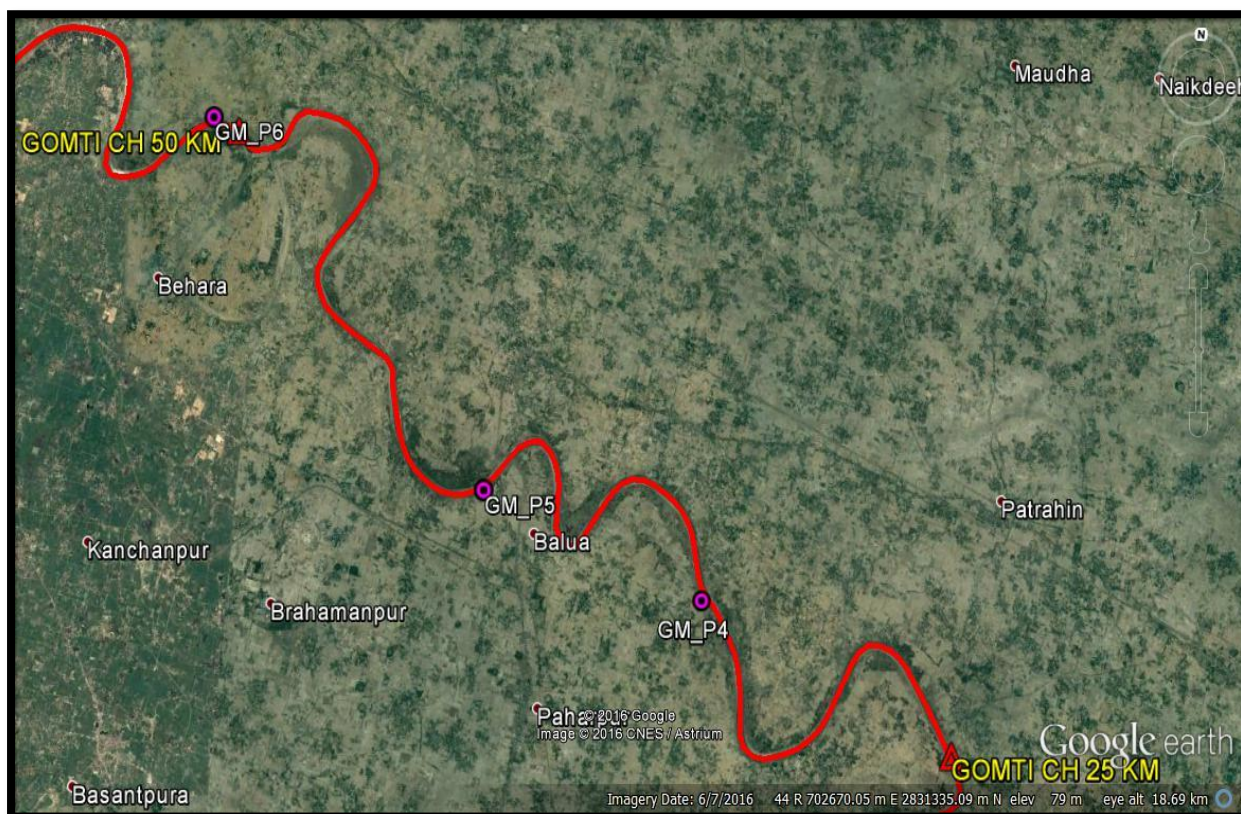 N
Maudha
Naikdeeh
GM_P6
GOMTI CH 50 KM
Behara
GM_P5
Patrahin
Balua
Kanchanpur
Brahamanpur
GM_P4
Paharpur
© 2016 Google
Image © 2016 CNES / Astrium
Google earth
GOMTI CH 25 KM
Basantpura
Imagery Date: 6/7/2016 44 R 702670.05 m E 2831335.09 m N elev 79 m eye alt 18.69 km